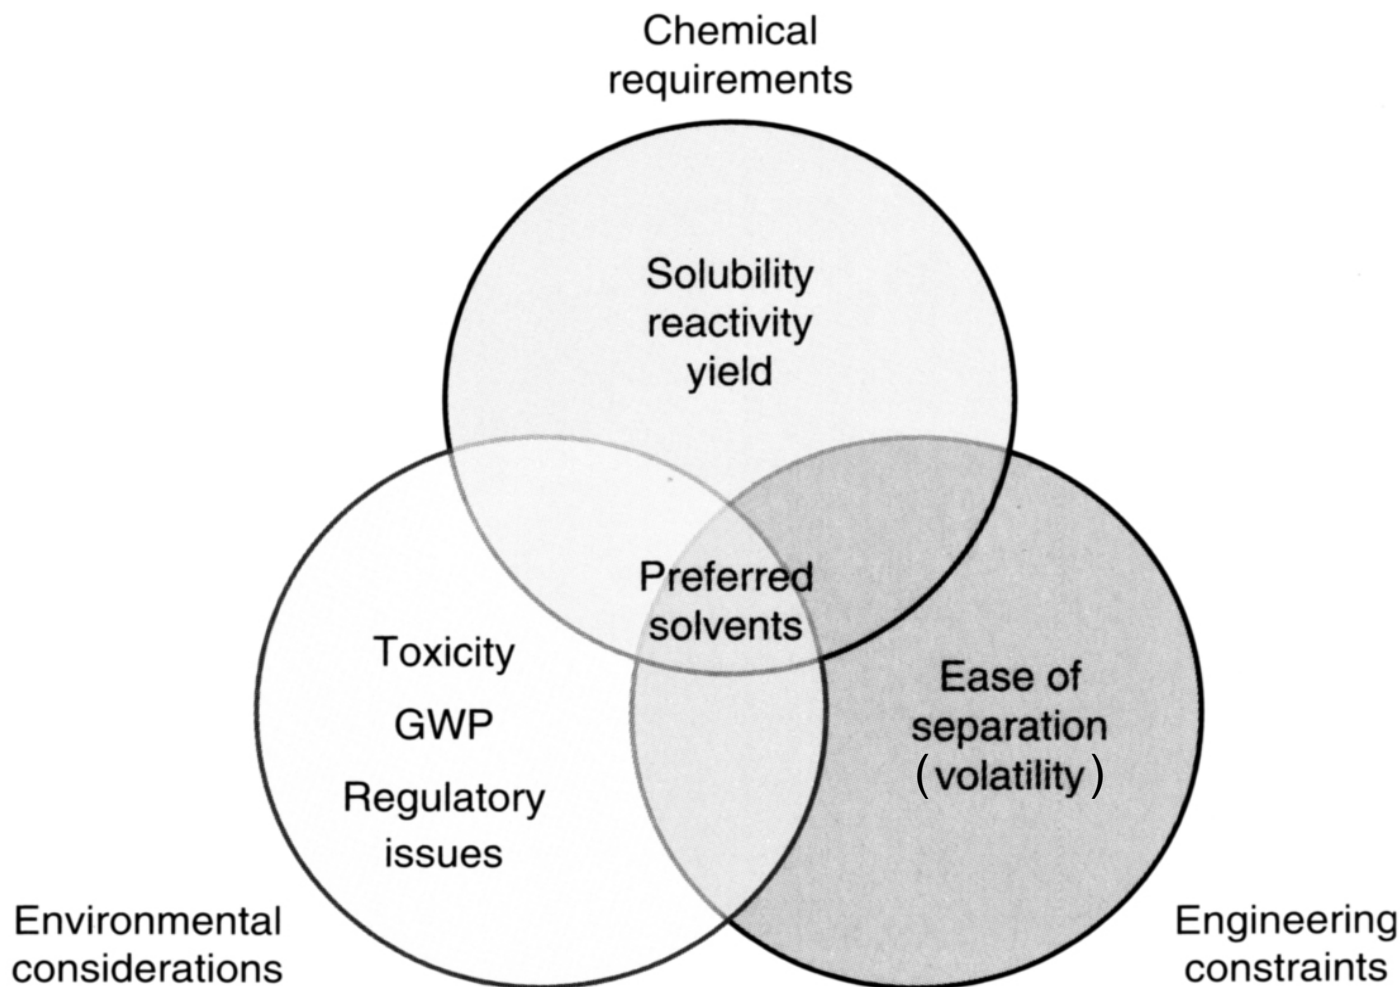 Chemical
requirements
Solubility
reactivity
yield
Preferred
solvents
Toxicity
GWP
Regulatory
issues
Ease of
separation
(volatility)
Environmental
considerations
Engineering
constraints